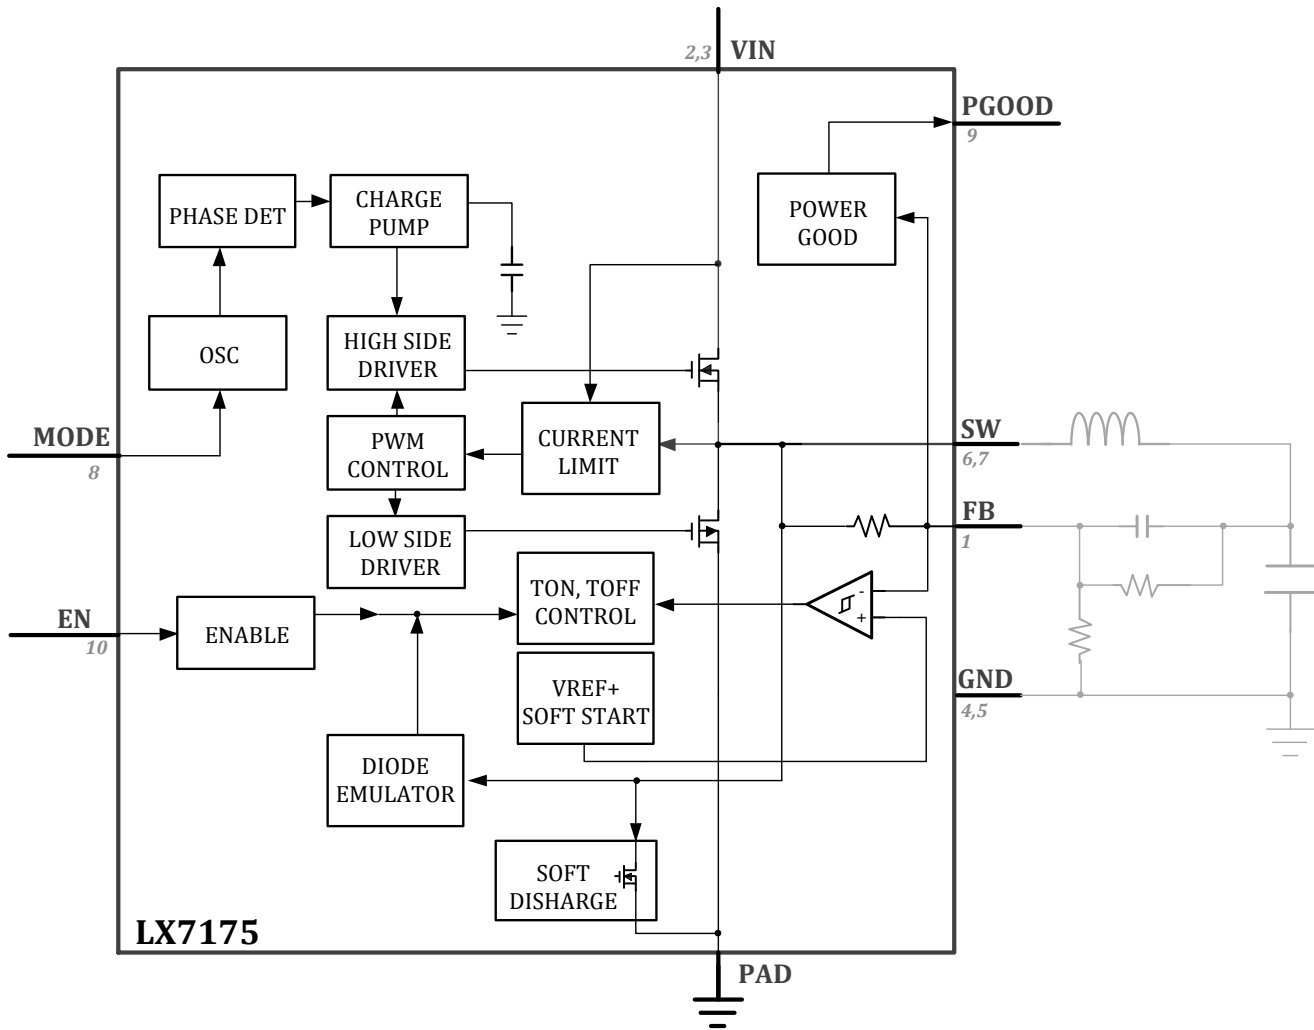 2,3 VIN
PGOOD
9
PHASE DET
CHARGE
PUMP
POWER
GOOD
OSC
HIGH SIDE
DRIVER
MODE
8
PWM
CONTROL
CURRENT
LIMIT
SW
6,7
FB
1
LOW SIDE
DRIVER
TON, TOFF
CONTROL
-
+
EN
10
ENABLE
VREF+
SOFT START
GND
4,5
DIODE
EMULATOR
SOFT
DISHARGE
LX7175
PAD